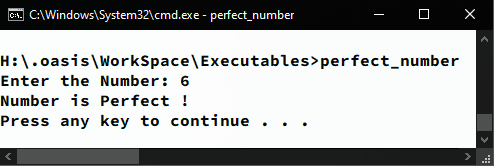 C:\Windows\System32\cmd.exe - perfect_number
H:\.oasis\WorkSpace\Executables>perfect_number
Enter the Number: 6
Number is Perfect !
Press any key to continue . . .